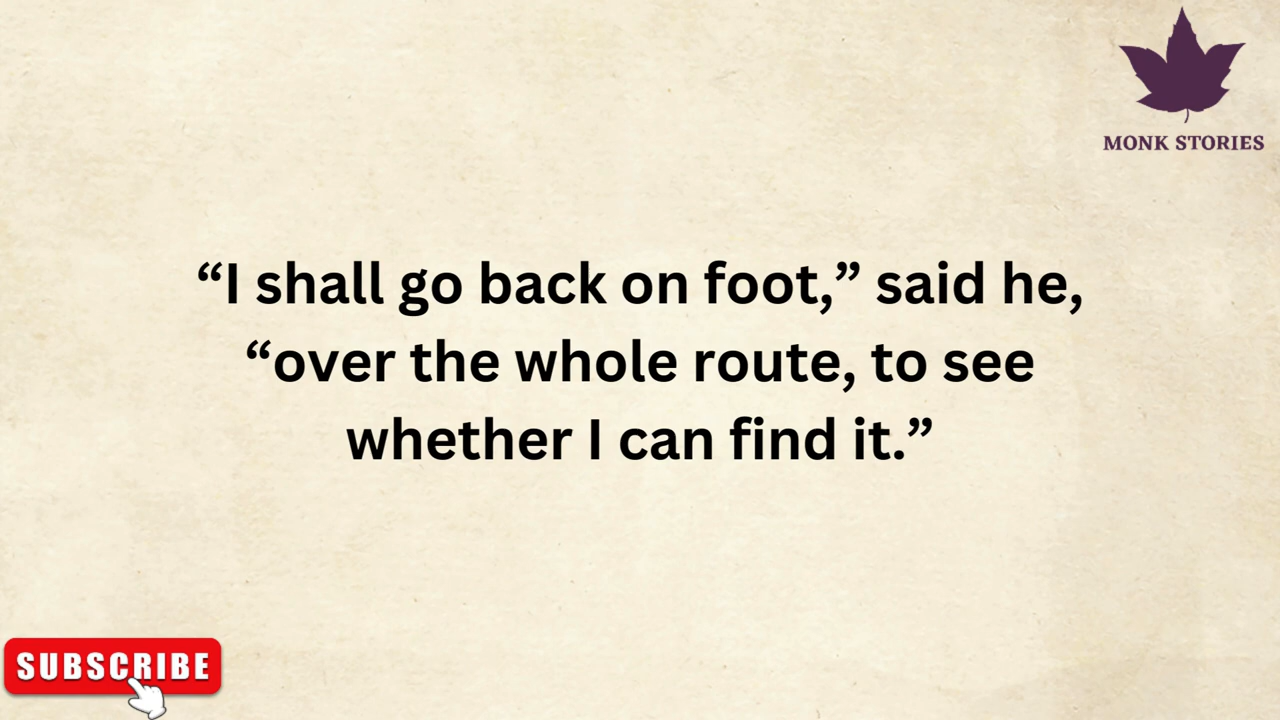 MONK STORIES
“I shall go back on foot,” said he,
“over the whole route, to see
whether I can find it.”
SUBSCRIBE